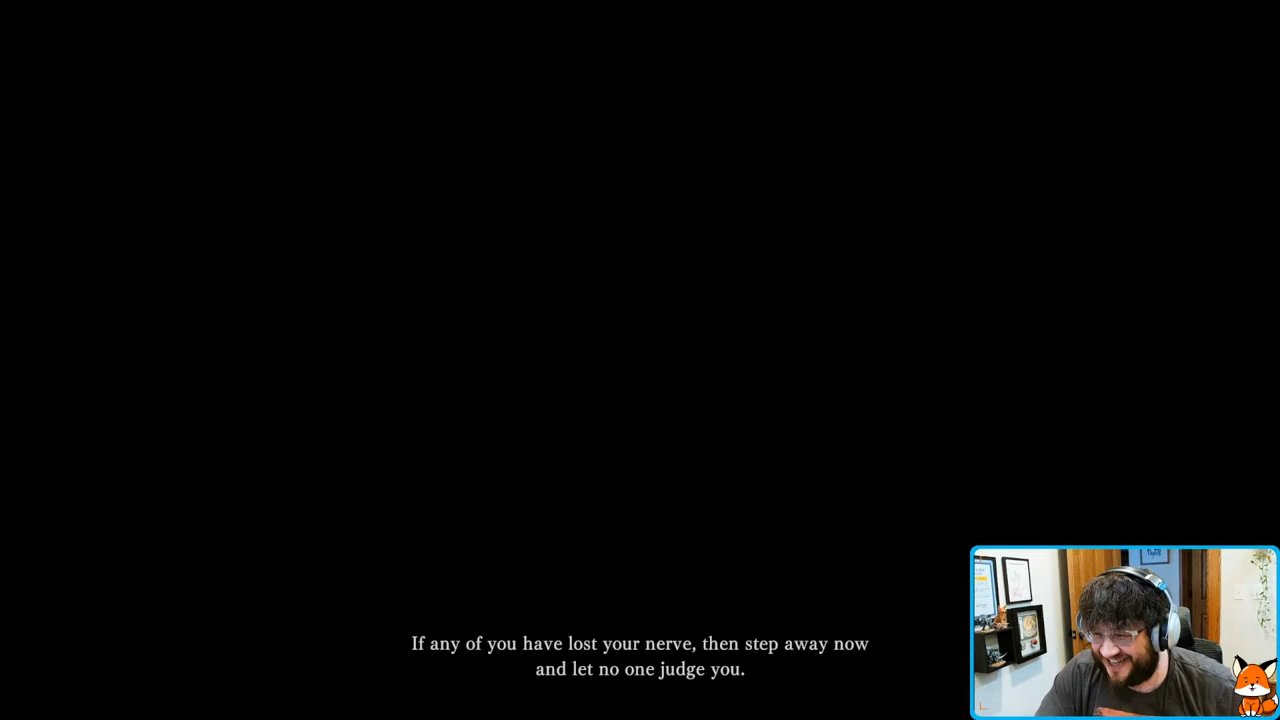 If any of you have lost your nerve, then step away now
and let no one judge you.